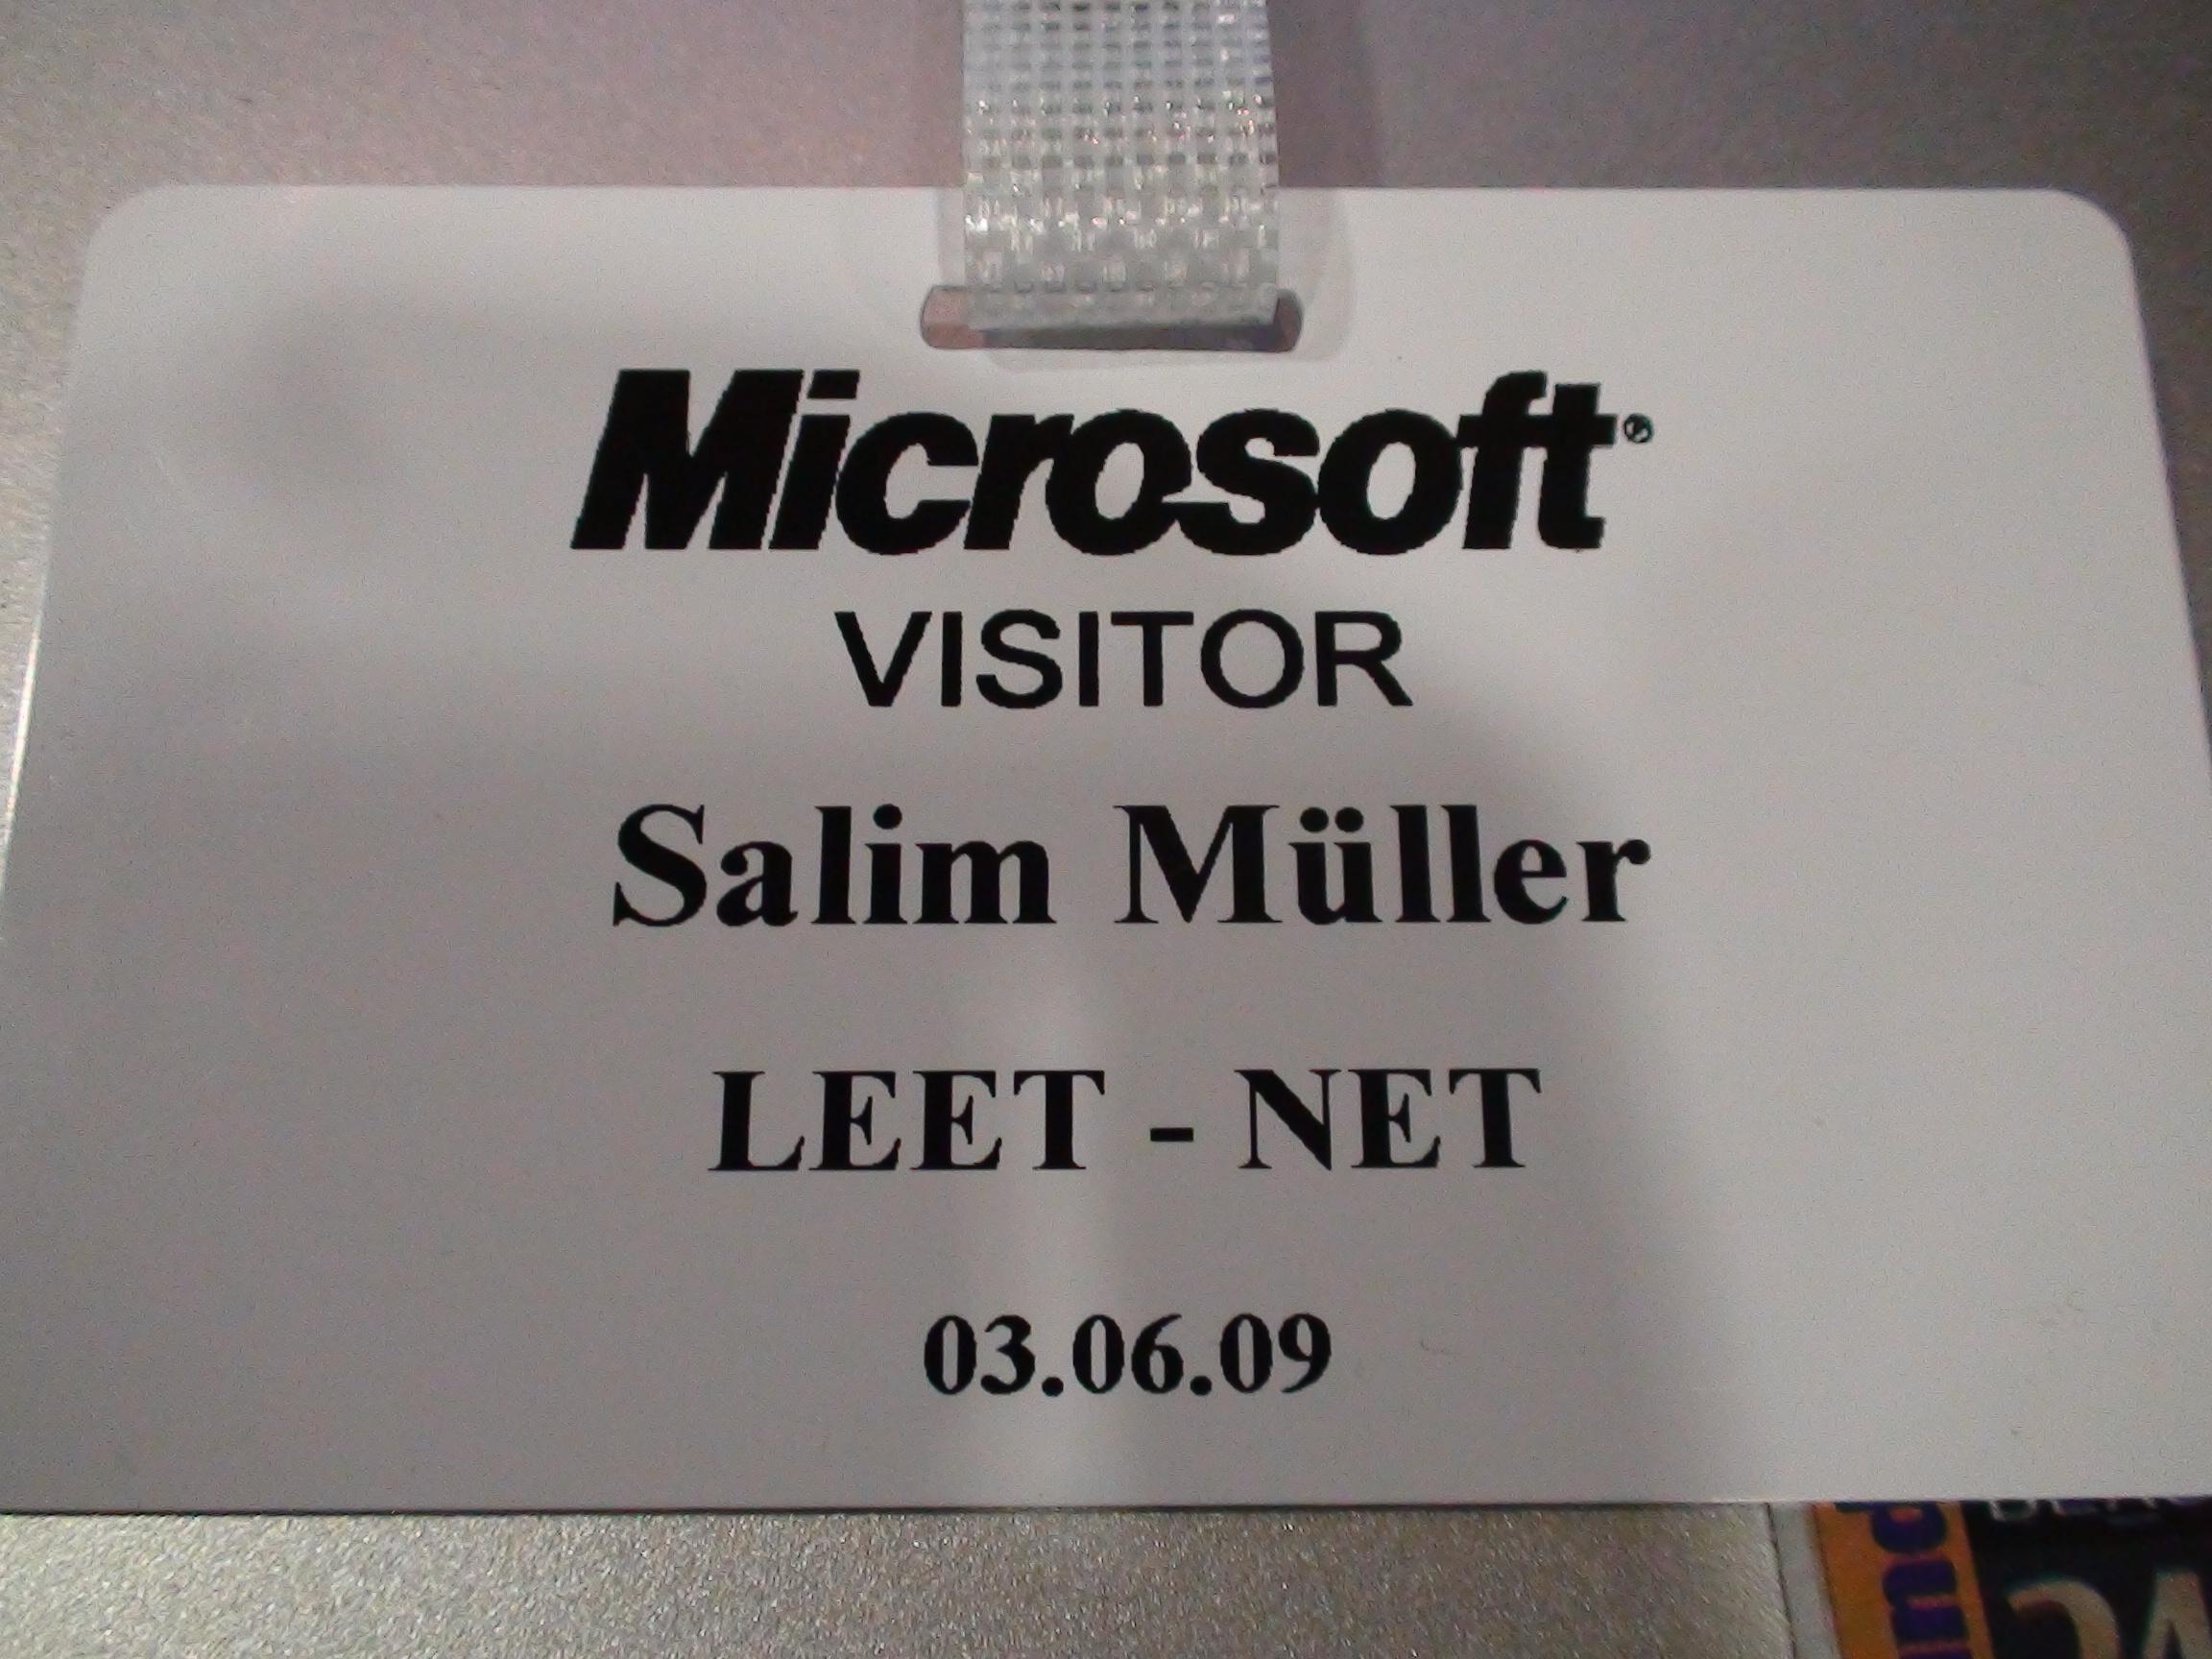 Microsoft®
VISITOR
Salim Müller
LEET - NET
03.06.09